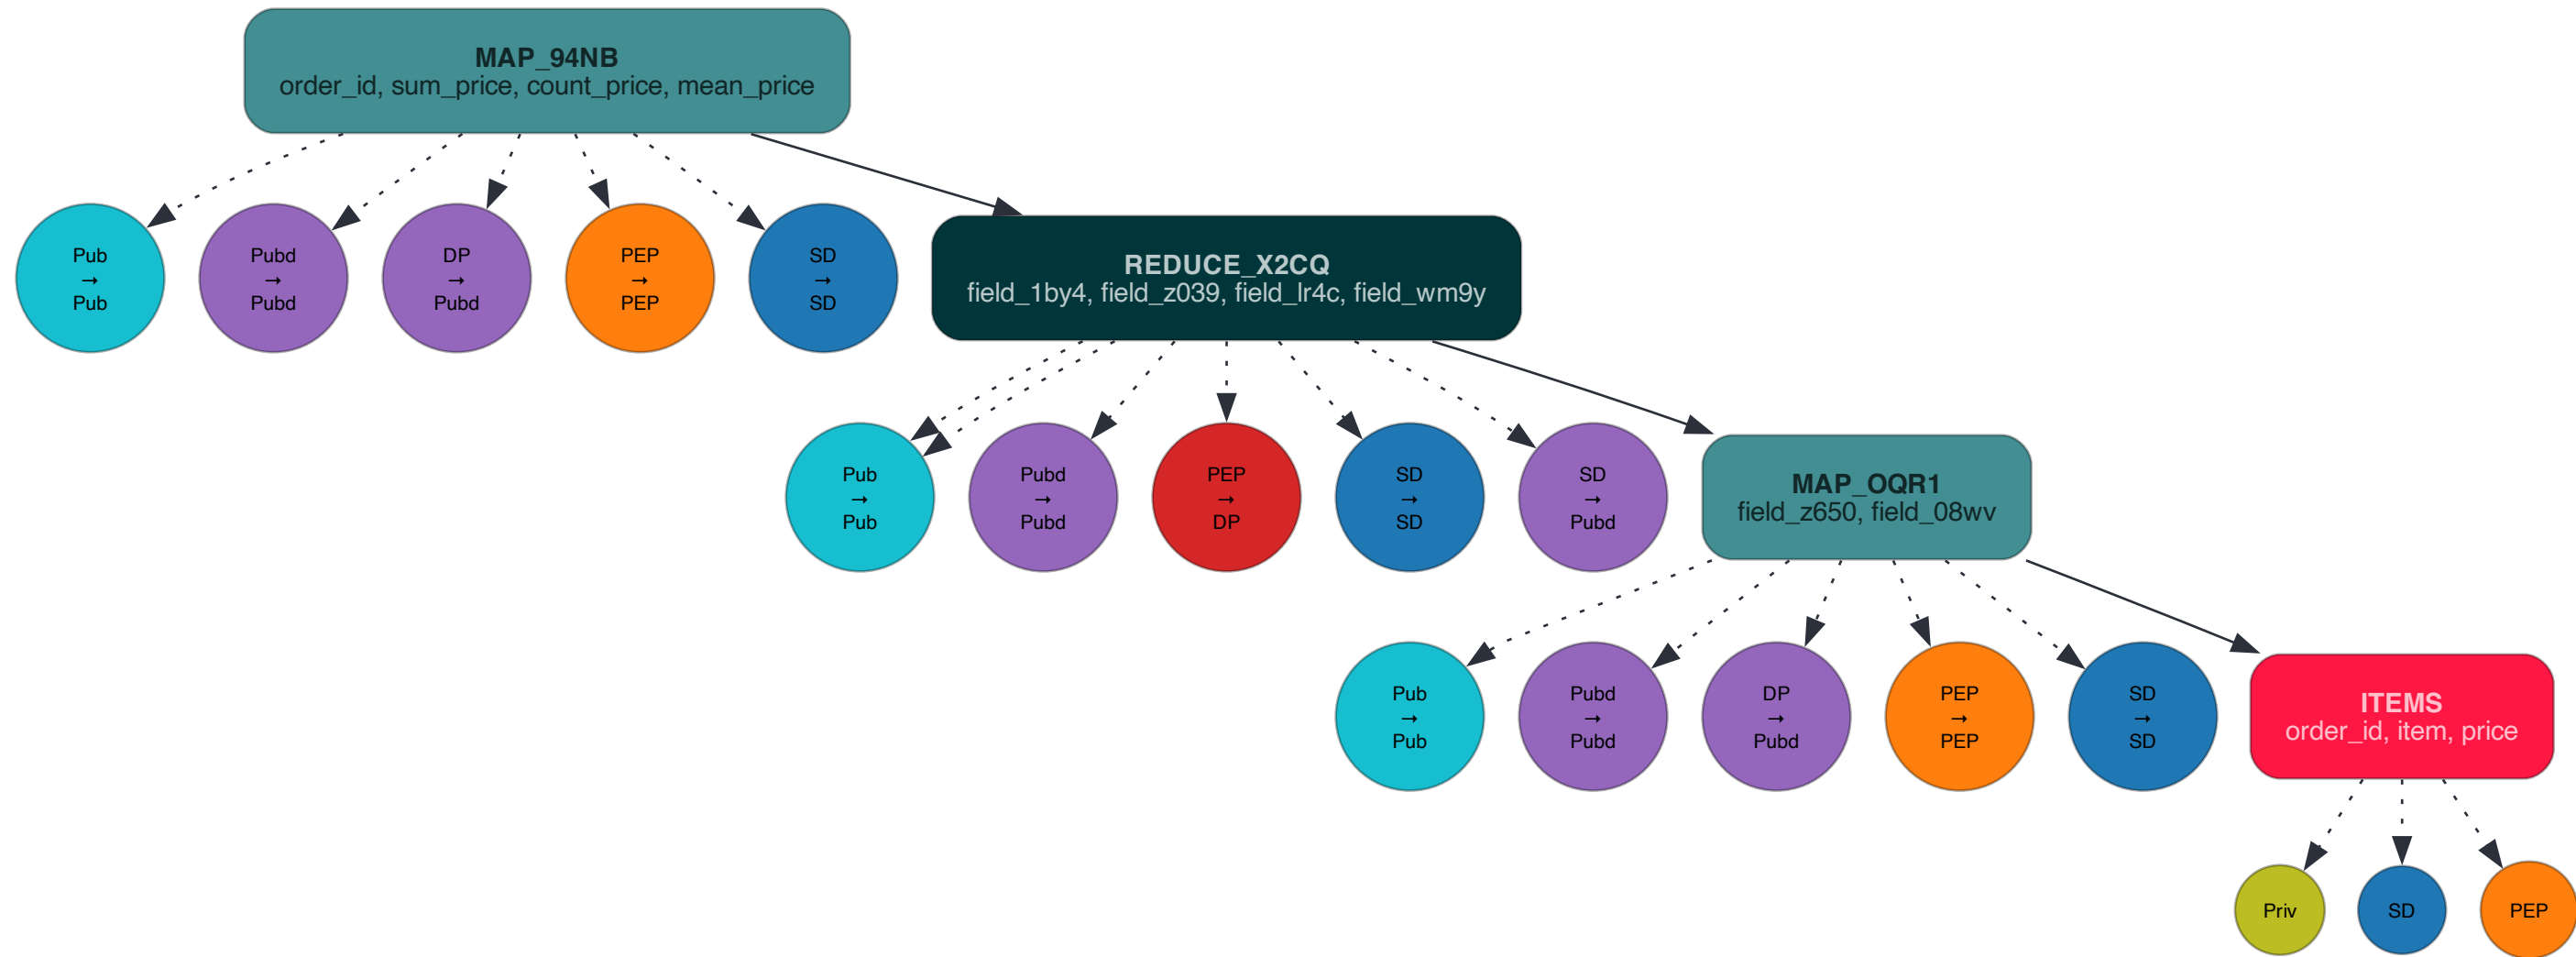 MAP_94NB
order_id, sum_price, count_price, mean_price
Pub
→
Pub
Pubd
→
Pubd
DP
→
Pubd
PEP
→
PEP
SD
→
SD
REDUCE_X2CQ
field_1by4, field_z039, field_lr4c, field_wm9y
Pub
→
Pub
Pubd
→
Pubd
PEP
→
DP
SD
→
SD
SD
→
Pubd
MAP_OQR1
field_z650, field_08wv
Pub
→
Pub
Pubd
→
Pubd
DP
→
Pubd
PEP
→
PEP
SD
→
SD
ITEMS
order_id, item, price
Priv
SD
PEP